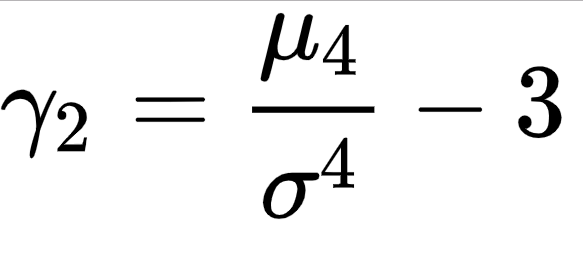 γ₂ = μ₄/σ⁴ − 3